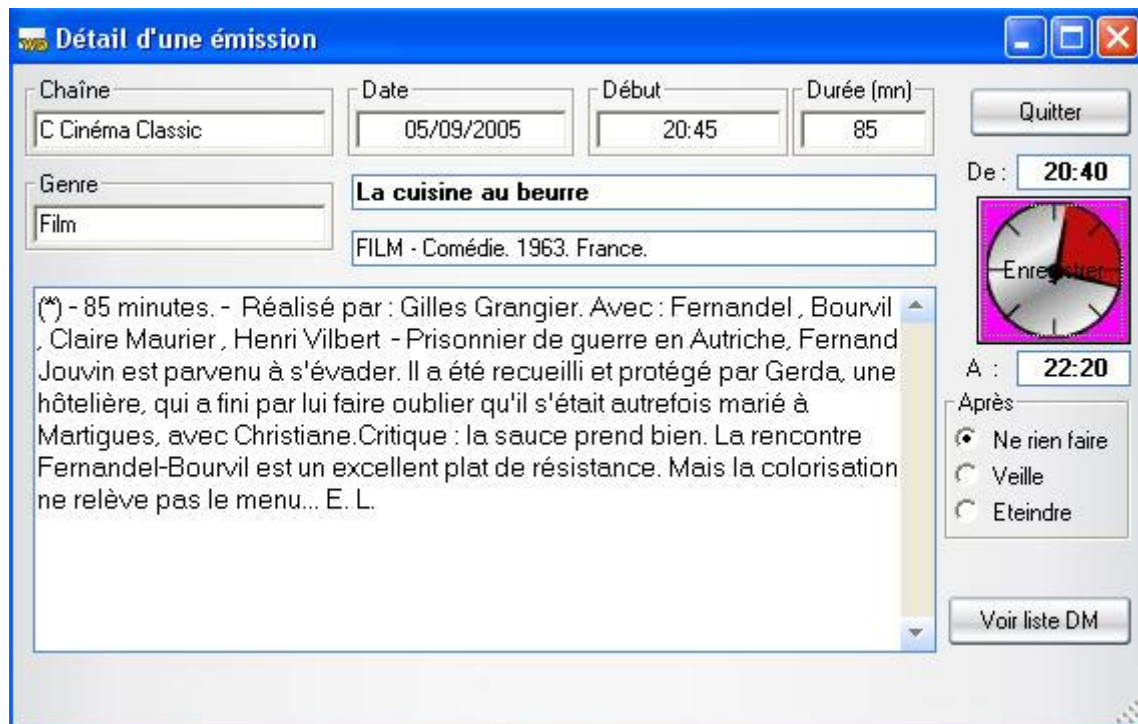 Détail d'une émission
Chaîne
C Cinéma Classic
Date
05/09/2005
Début
20:45
Durée (mn)
85
Quitter
Genre
Film
La cuisine au beurre
FILM - Comédie. 1963. France.
De :
20:40
Enregistrer
A :
22:20
(*) - 85 minutes. - Réalisé par : Gilles Grangier. Avec : Fernandel , Bourvil
, Claire Maurier , Henri Vilbert - Prisonnier de guerre en Autriche, Fernand
Jouvin est parvenu à s'évader. Il a été recueilli et protégé par Gerda, une
hôtelière, qui a fini par lui faire oublier qu'il s'était autrefois marié à
Martigues, avec Christiane.Critique : la sauce prend bien. La rencontre
Fernandel-Bourvil est un excellent plat de résistance. Mais la colorisation
ne relève pas le menu... E. L.
Après
Ne rien faire
Veille
Eteindre
Voir liste DM